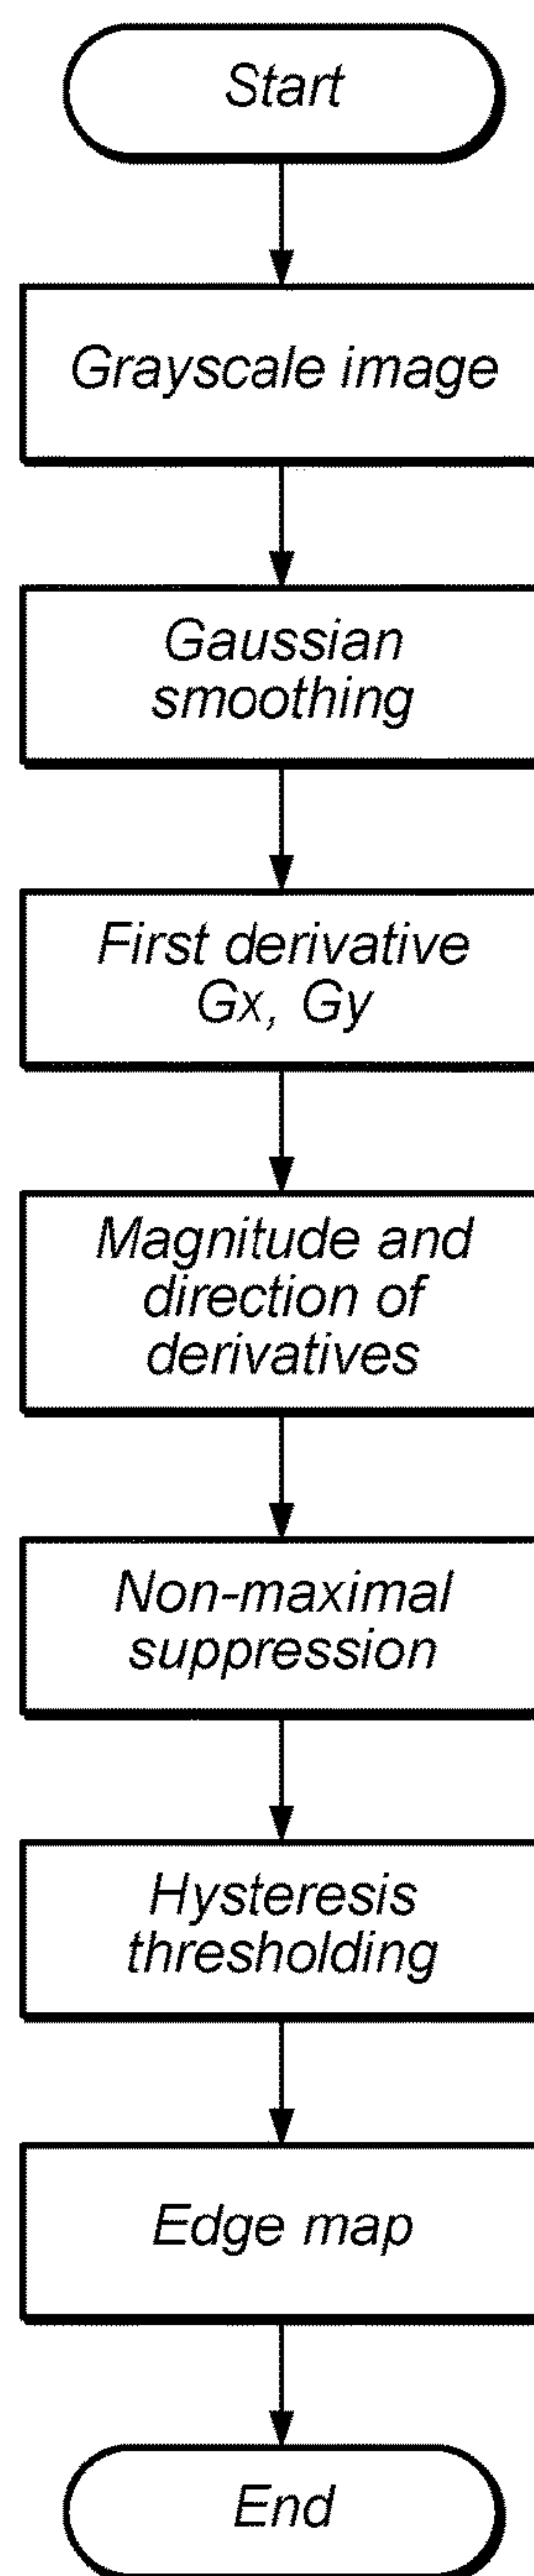 Start
Grayscale image
Gaussian
smoothing
First derivative
Gx, Gy
Magnitude and
direction of
derivatives
Non-maximal
suppression
Hysteresis
thresholding
Edge map
End